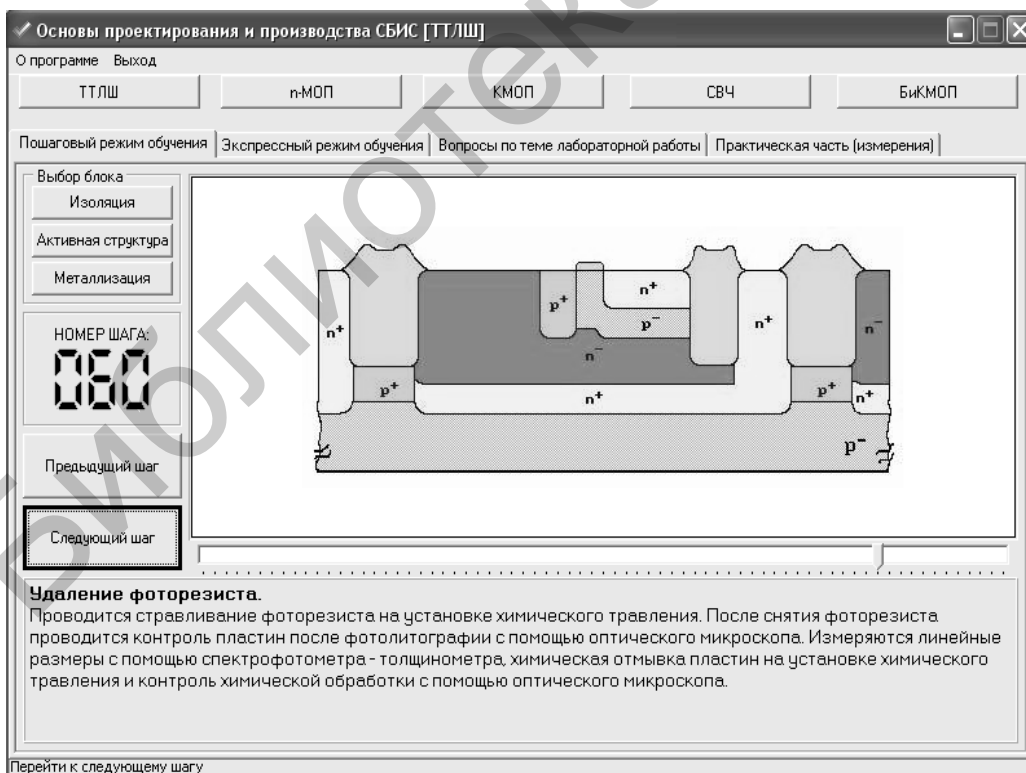 Основы проектирования и производства СБИС [ТТЛШ]
О программе Выход
ТТЛШ n-МОП КМОП СВЧ БиКМОП
Пошаговый режим обучения Экспрессный режим обучения Вопросы по теме лабораторной работы Практическая часть (измерения)
Выбор блока
Изоляция
Активная структура
Металлизация
НОМЕР ШАГА:
060
Предыдущий шаг
Следующий шаг
n⁺ p⁺ n⁺ p⁻ n⁻ n⁺ n⁻
p⁺ n⁺ p⁺ n⁺
p⁻
Удаление фоторезиста.
Проводится стравливание фоторезиста на установке химического травления. После снятия фоторезиста
проводится контроль пластин после фотолитографии с помощью оптического микроскопа. Измеряются линейные
размеры с помощью спектрофотометра - толщинометра, химическая отмывка пластин на установке химического
травления и контроль химической обработки с помощью оптического микроскопа.
Перейти к следующему шагу
Библиотек